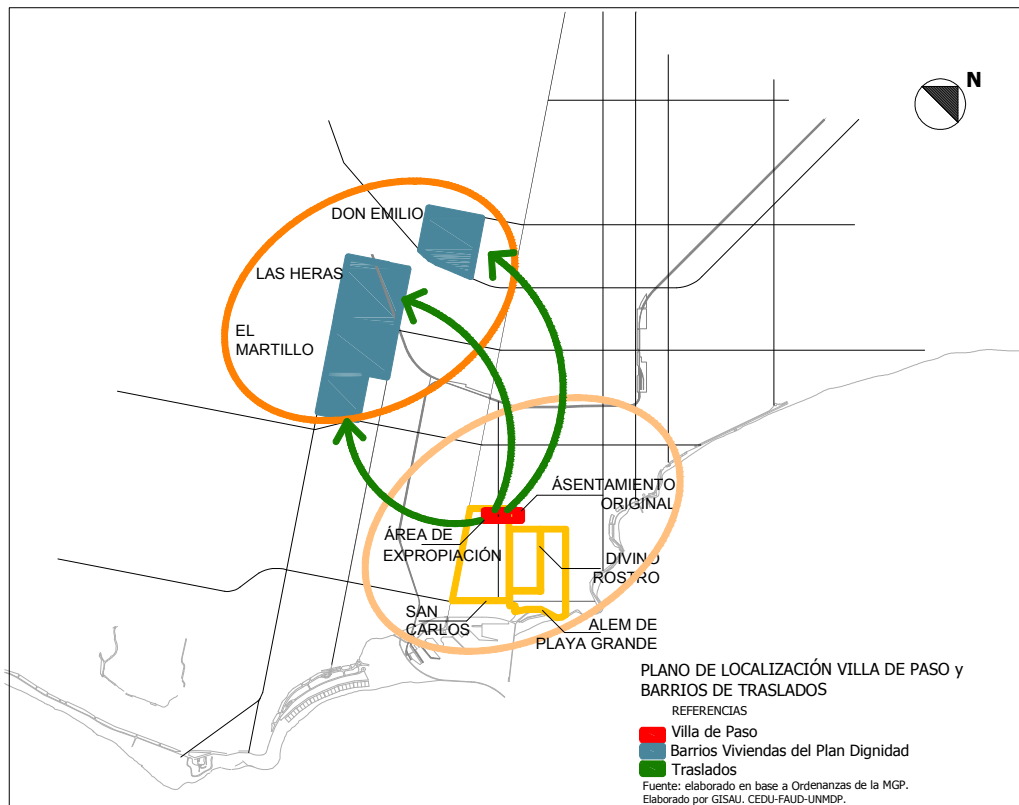 N
DON EMILIO
LAS HERAS
EL
MARTILLO
ÁSENTAMIENTO
ORIGINAL
ÁREA DE
EXPROPIACIÓN
DIVINO
ROSTRO
SAN
CARLOS
ALEM DE
PLAYA GRANDE
PLANO DE LOCALIZACIÓN VILLA DE PASO y
BARRIOS DE TRASLADOS
REFERENCIAS
Villa de Paso
Barrios Viviendas del Plan Dignidad
Traslados
Fuente: elaborado en base a Ordenanzas de la MGP.
Elaborado por GISAU. CEDU-FAUD-UNMDP.